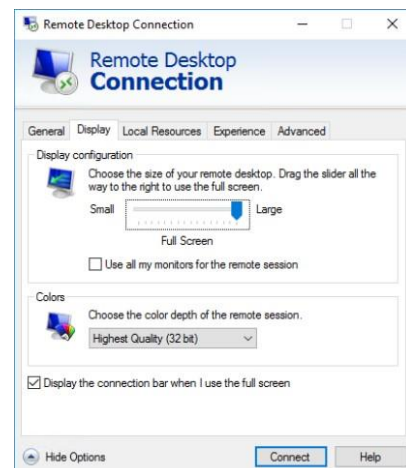 Remote Desktop Connection
Remote Desktop
Connection
General Display Local Resources Experience Advanced
Display configuration
Choose the size of your remote desktop. Drag the slider all the
way to the right to use the full screen.
Small Large
Full Screen
Use all my monitors for the remote session
Colors
Choose the color depth of the remote session.
Highest Quality (32 bit)
Display the connection bar when I use the full screen
Hide Options Connect Help